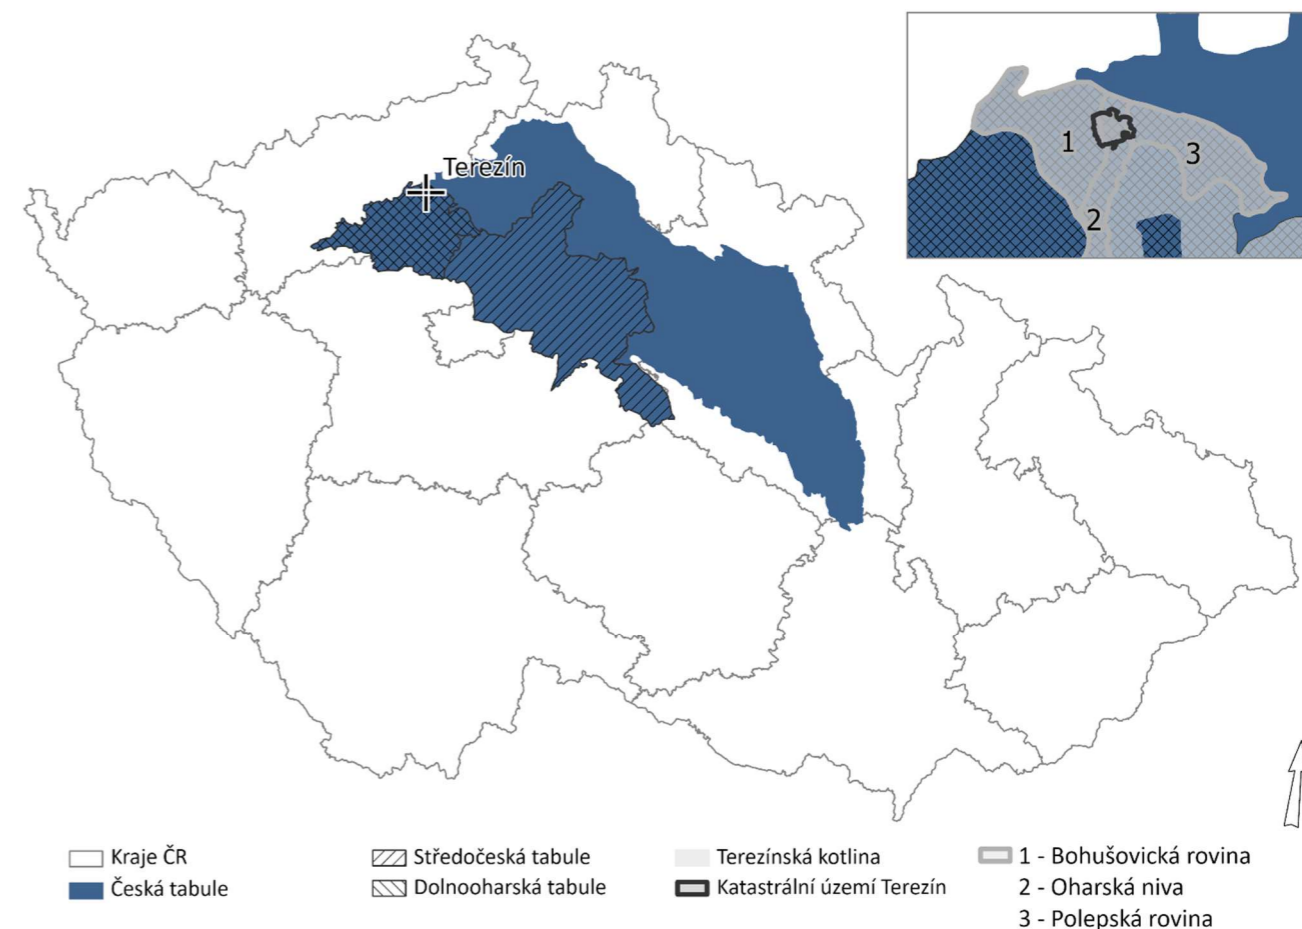 Terezín
1
3
2
Kraje ČR
Česká tabule
Středočeská tabule
Dolnooharská tabule
Terezínská kotlina
Katastrální území Terezín
1 - Bohušovická rovina
2 - Oharská niva
3 - Polepská rovina